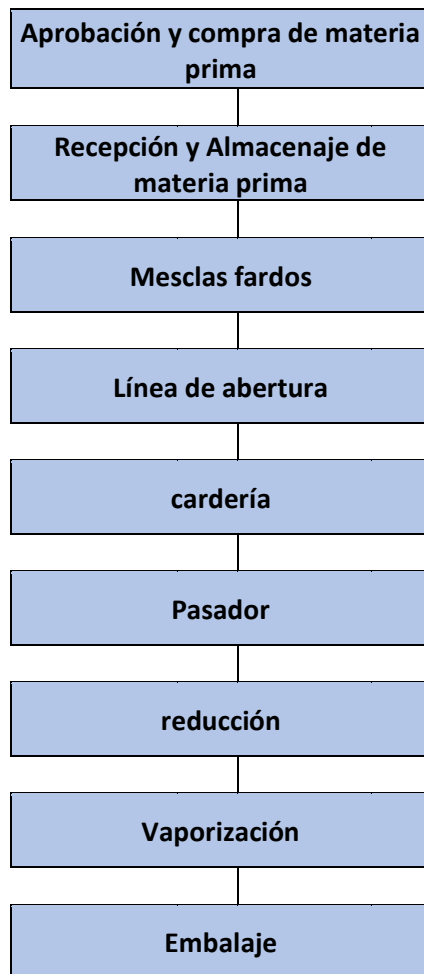 Aprobación y compra de materia
prima
Recepción y Almacenaje de
materia prima
Mesclas fardos
Línea de abertura
cardería
Pasador
reducción
Vaporización
Embalaje